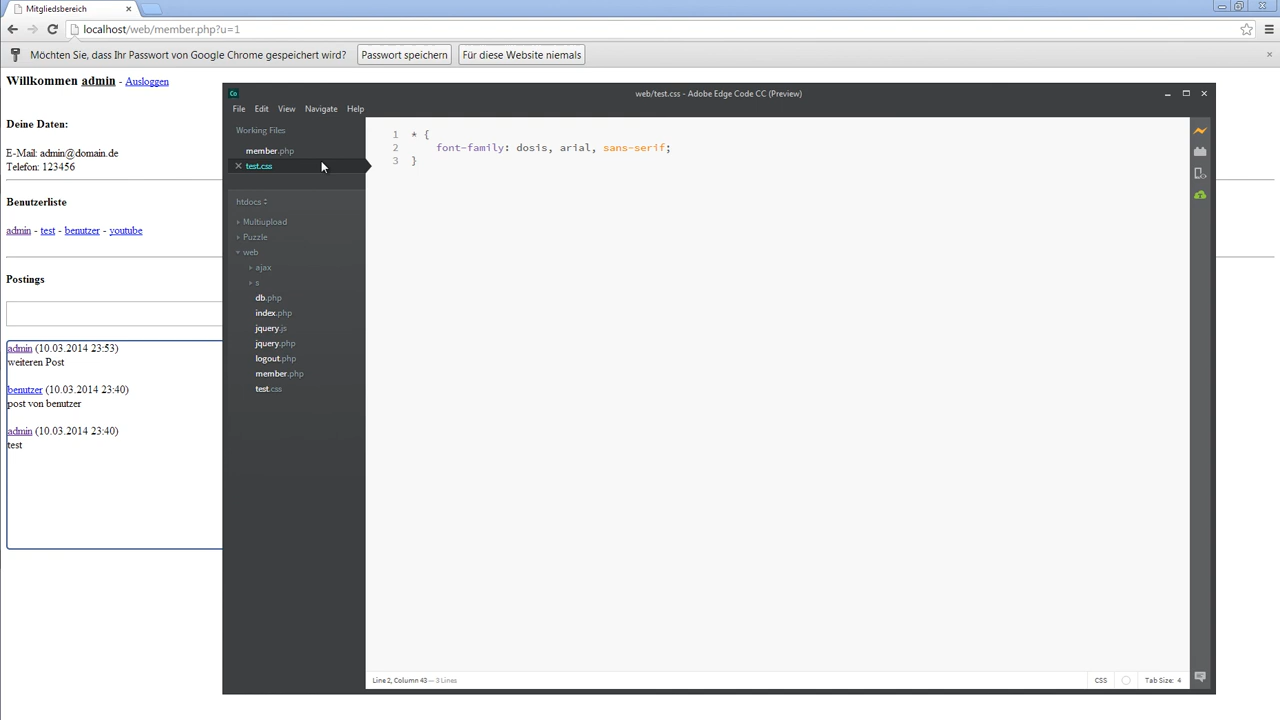 Mitgliedsbereich
localhost/web/member.php?u=1
Möchten Sie, dass Ihr Passwort von Google Chrome gespeichert wird? Passwort speichern Für diese Website niemals
Willkommen admin - Ausloggen
Deine Daten:
E-Mail: admin@domain.de
Telefon: 123456
Benutzerliste
admin - test - benutzer - youtube
Postings
admin (10.03.2014 23:53)
weiteren Post
benutzer (10.03.2014 23:40)
post von benutzer
admin (10.03.2014 23:40)
test
Co
web/test.css - Adobe Edge Code CC (Preview)
File Edit View Navigate Help
Working Files
member.php
test.css
htdocs
Multiupload
Puzzle
web
ajax
s
db.php
index.php
jquery.js
jquery.php
logout.php
member.php
test.css
1 * {
2 font-family: dosis, arial, sans-serif;
3 }
Line 2, Column 43 — 3 Lines
CSS
Tab Size: 4